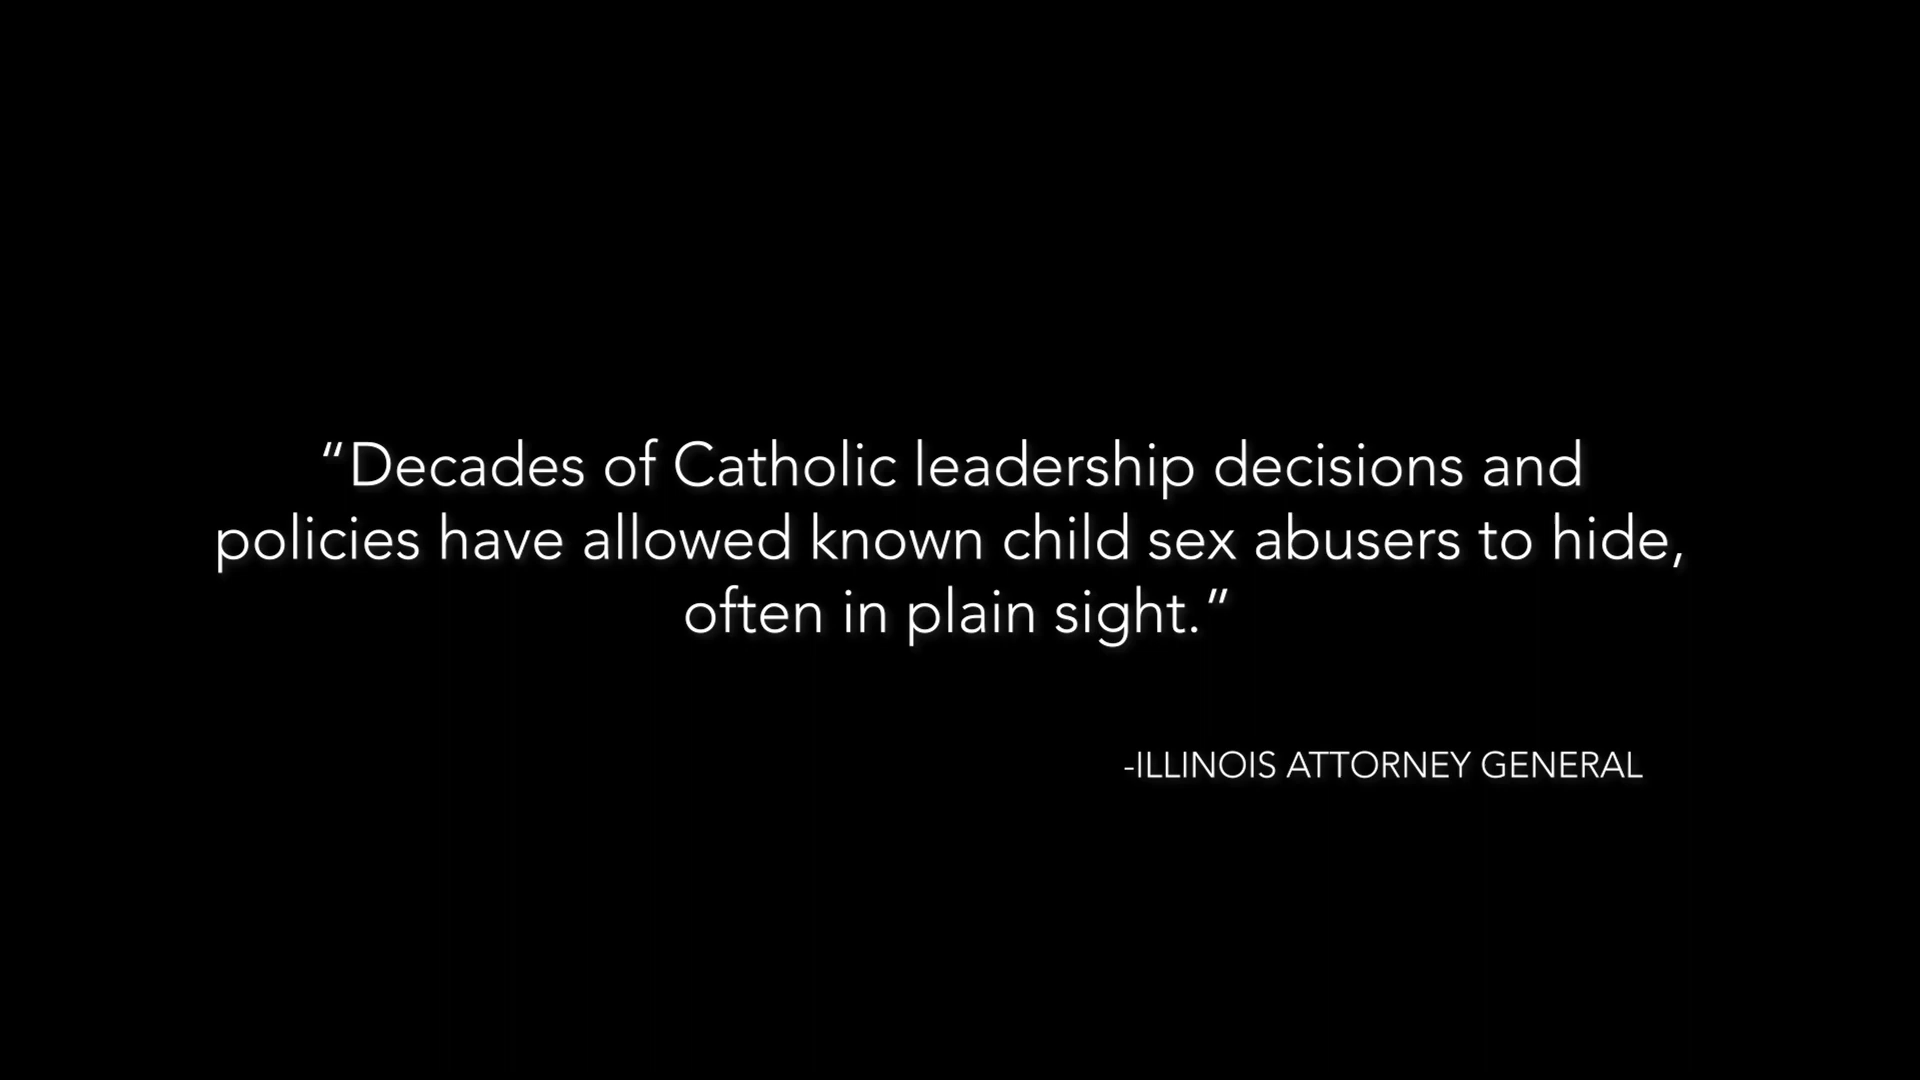 “Decades of Catholic leadership decisions and
policies have allowed known child sex abusers to hide,
often in plain sight.”
-ILLINOIS ATTORNEY GENERAL